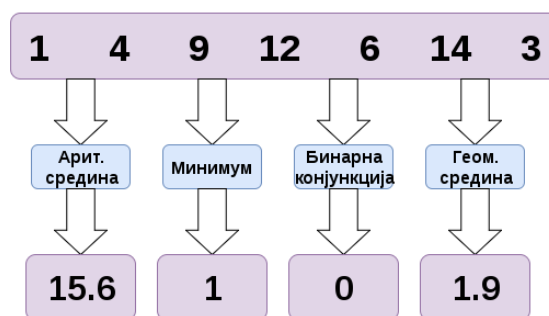 1 4 9 12 6 14 3
Арит.
средина
Минимум
Бинарна
конјункција
Геом.
средина
15.6 1 0 1.9